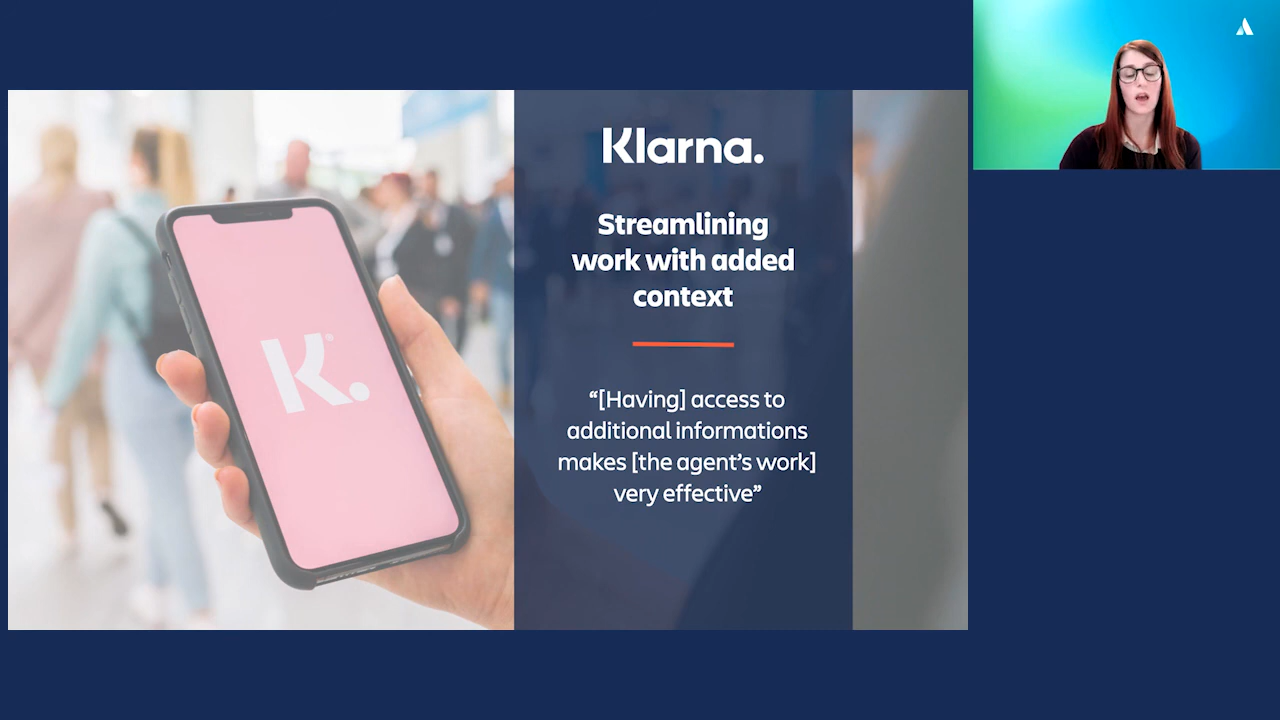 Klarna.
Streamlining
work with added
context
“[Having] access to
additional informations
makes [the agent’s work]
very effective”
K.